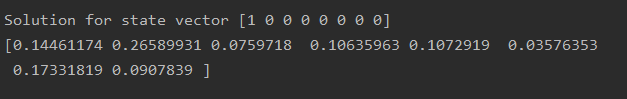 Solution for state vector [1 0 0 0 0 0 0 0]
[0.14461174 0.26589931 0.0759718  0.10635963 0.1072919  0.03576353
 0.17331819 0.0907839 ]